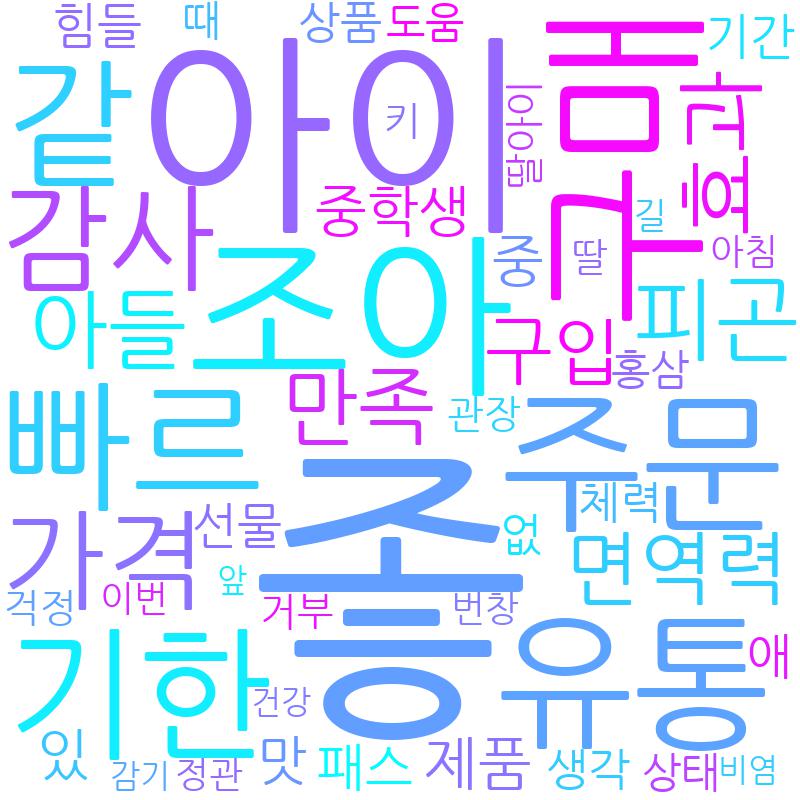 힘들
때
상품
도움
기간
같
아이
키
구매
효과
딸아이
감사
중학생
길
아들
조아
중
딸
아침
피곤
구입
홍삼
만족
관장
빠르
좋
주문
체력
가격
선물
없
면역력
걱정
이번
앞
거부
번창
기한
건강
유통
애
있
감기
정관
맛
패스
제품
생각
상태
비염